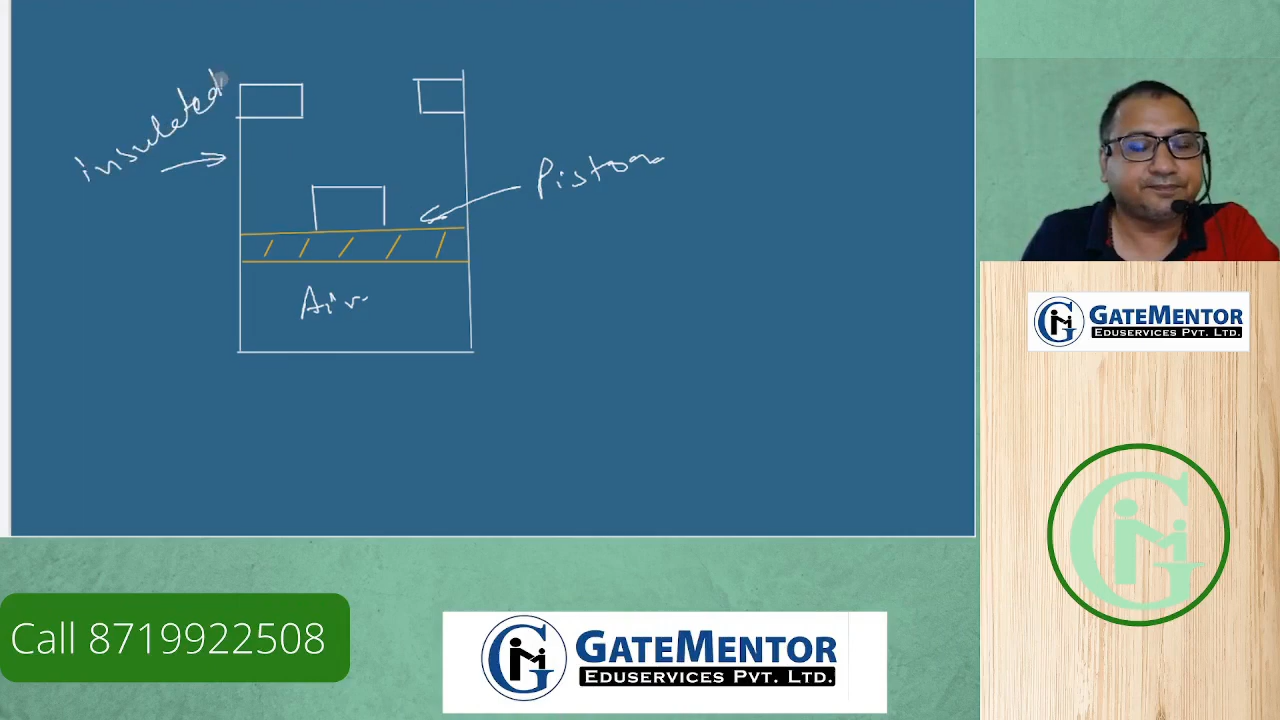 insulated
Piston
Air
GATEMENTOR
EDUSERVICES PVT. LTD.
Call 8719922508
GATEMENTOR
EDUSERVICES PVT. LTD.